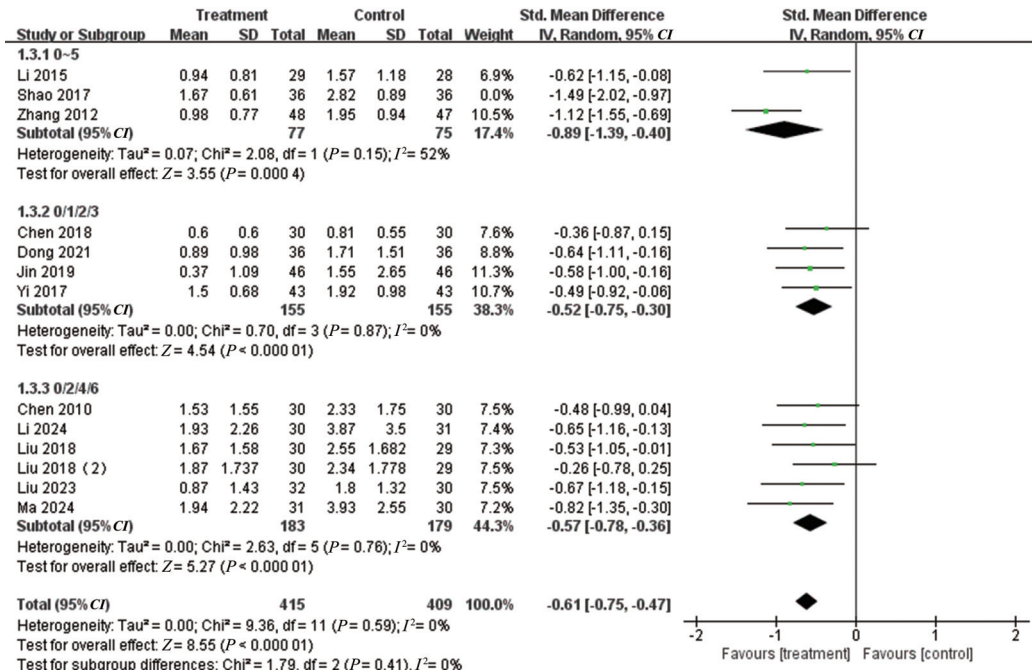 Treatment Control Std. Mean Difference Std. Mean Difference
Study or Subgroup Mean SD Total Mean SD Total Weight IV, Random, 95% CI IV, Random, 95% CI
1.3.1 0~5
Li 2015 0.94 0.81 29 1.57 1.18 28 6.9% -0.62 [-1.15, -0.08]
Shao 2017 1.67 0.61 36 2.82 0.89 36 0.0% -1.49 [-2.02, -0.97]
Zhang 2012 0.98 0.77 48 1.95 0.94 47 10.5% -1.12 [-1.55, -0.69]
Subtotal (95% CI) 77 75 17.4% -0.89 [-1.39, -0.40]
Heterogeneity: Tau² = 0.07; Chi² = 2.08, df = 1 (P = 0.15); I² = 52%
Test for overall effect: Z = 3.55 (P = 0.000 4)
1.3.2 0/1/2/3
Chen 2018 0.6 0.6 30 0.81 0.55 30 7.6% -0.36 [-0.87, 0.15]
Dong 2021 0.89 0.98 36 1.71 1.51 36 8.8% -0.64 [-1.11, -0.16]
Jin 2019 0.37 1.09 46 1.55 2.65 46 11.3% -0.58 [-1.00, -0.16]
Yi 2017 1.5 0.68 43 1.92 0.98 43 10.7% -0.49 [-0.92, -0.06]
Subtotal (95% CI) 155 155 38.3% -0.52 [-0.75, -0.30]
Heterogeneity: Tau² = 0.00; Chi² = 0.70, df = 3 (P = 0.87); I² = 0%
Test for overall effect: Z = 4.54 (P < 0.000 01)
1.3.3 0/2/4/6
Chen 2010 1.53 1.55 30 2.33 1.75 30 7.5% -0.48 [-0.99, 0.04]
Li 2024 1.93 2.26 30 3.87 3.5 31 7.4% -0.65 [-1.16, -0.13]
Liu 2018 1.67 1.58 30 2.55 1.682 29 7.3% -0.53 [-1.05, -0.01]
Liu 2018 (2) 1.87 1.737 30 2.34 1.778 29 7.5% -0.26 [-0.78, 0.25]
Liu 2023 0.87 1.43 32 1.8 1.32 30 7.5% -0.67 [-1.18, -0.15]
Ma 2024 1.94 2.22 31 3.93 2.55 30 7.2% -0.82 [-1.35, -0.30]
Subtotal (95% CI) 183 179 44.3% -0.57 [-0.78, -0.36]
Heterogeneity: Tau² = 0.00; Chi² = 2.63, df = 5 (P = 0.76); I² = 0%
Test for overall effect: Z = 5.27 (P < 0.000 01)
Total (95% CI) 415 409 100.0% -0.61 [-0.75, -0.47]
Heterogeneity: Tau² = 0.00; Chi² = 9.36, df = 11 (P = 0.59); I² = 0%
Test for overall effect: Z = 8.55 (P < 0.000 01)
Test for subgroup differences: Chi² = 1.79, df = 2 (P = 0.41), I² = 0%
-2 -1 0 1 2
Favours [treatment] Favours [control]